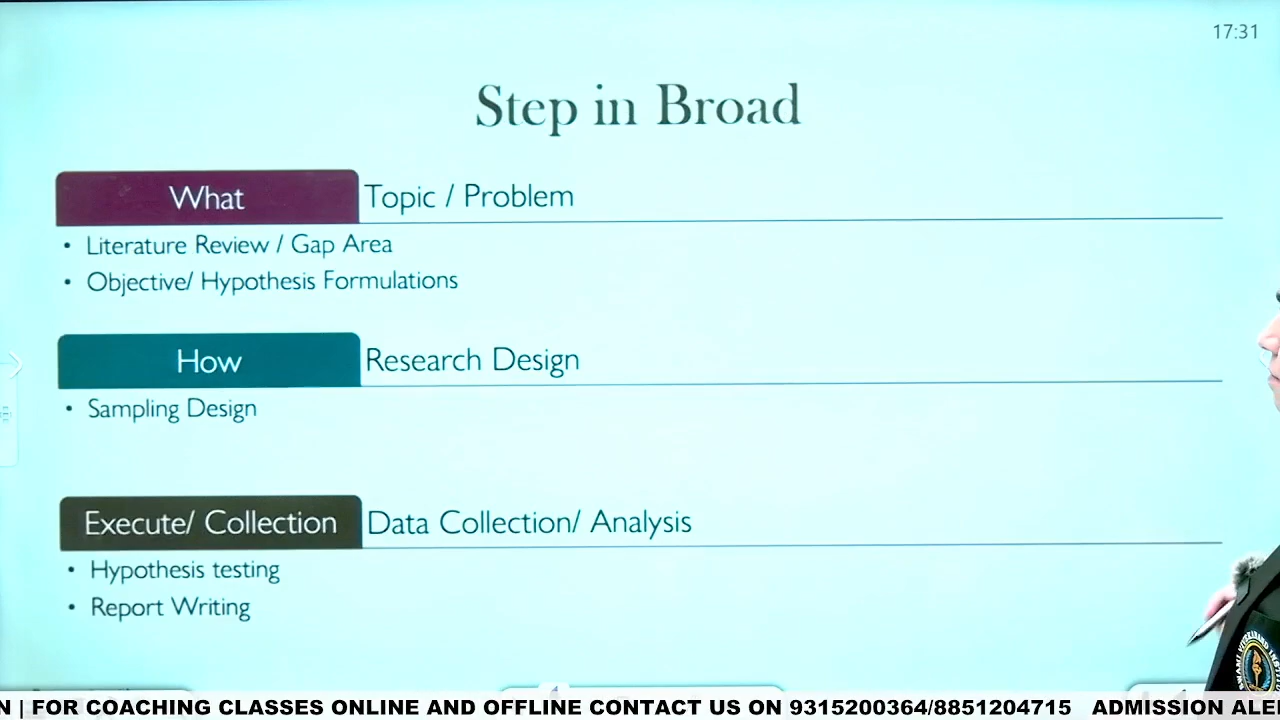 17:31
Step in Broad
What Topic / Problem
• Literature Review / Gap Area
• Objective/ Hypothesis Formulations
How Research Design
• Sampling Design
Execute/ Collection Data Collection/ Analysis
• Hypothesis testing
• Report Writing
N | FOR COACHING CLASSES ONLINE AND OFFLINE CONTACT US ON 9315200364/8851204715 ADMISSION ALE